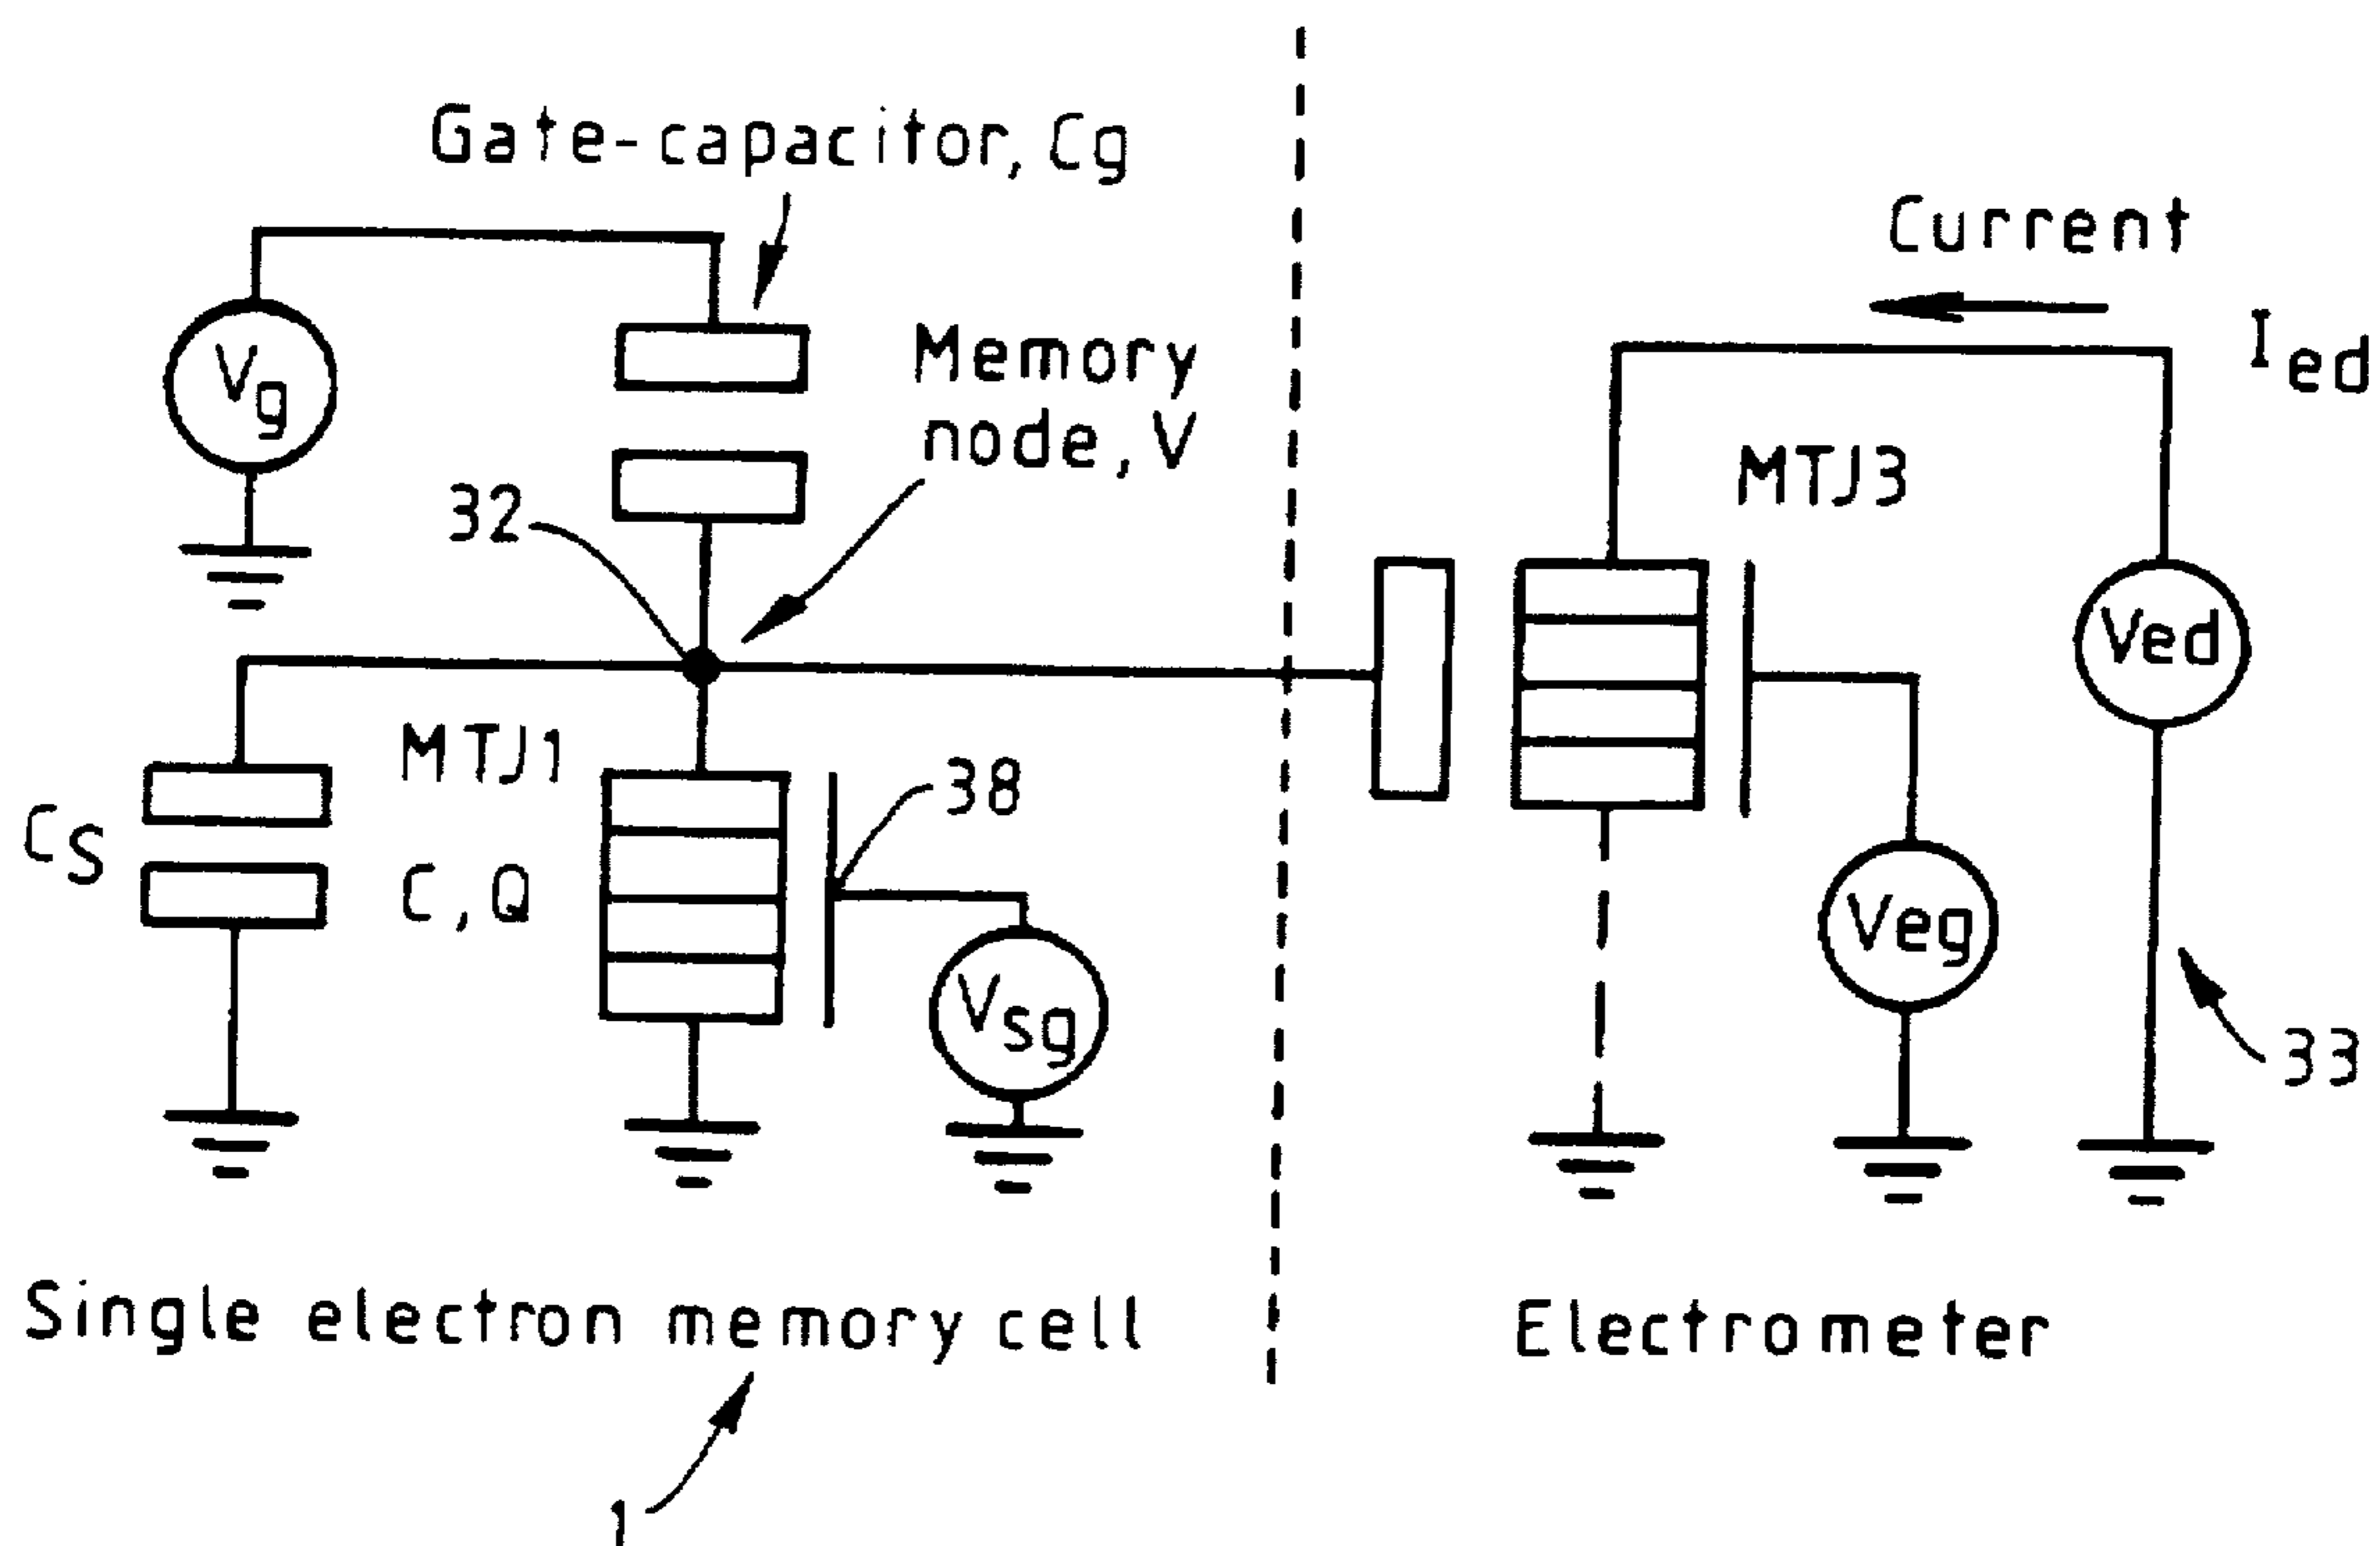 Gate-capacitor, Cg
Current
Ied
Vg
Memory
node, V
32
MTJ3
Ved
MTJ1
38
Cs
C, Q
Vsg
Veg
33
Single electron memory cell
Electrometer
1